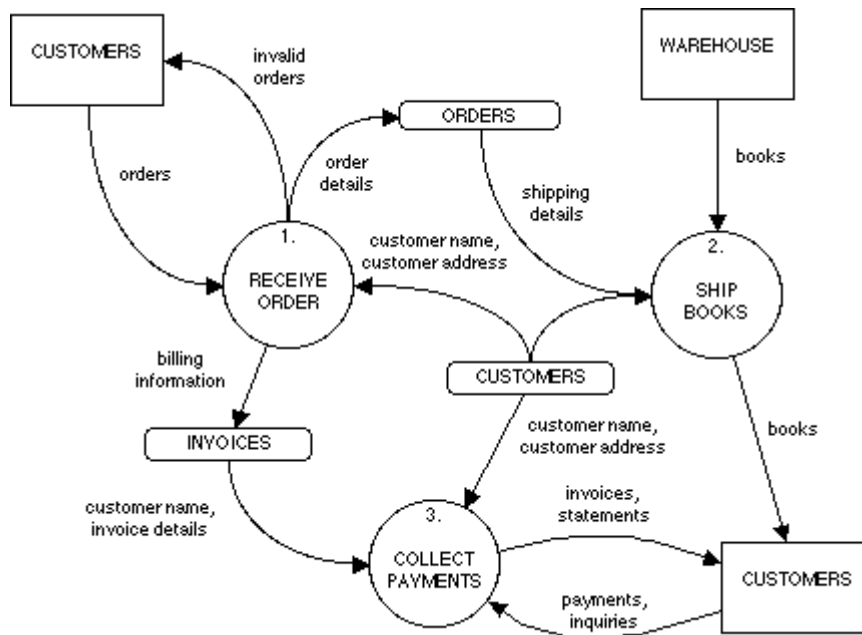 CUSTOMERS
invalid
orders
WAREHOUSE
ORDERS
orders
order
details
books
shipping
details
1.
RECEIVE
ORDER
customer name,
customer address
2.
SHIP
BOOKS
billing
information
CUSTOMERS
INVOICES
customer name,
customer address
books
customer name,
invoice details
3.
COLLECT
PAYMENTS
invoices,
statements
CUSTOMERS
payments,
inquiries